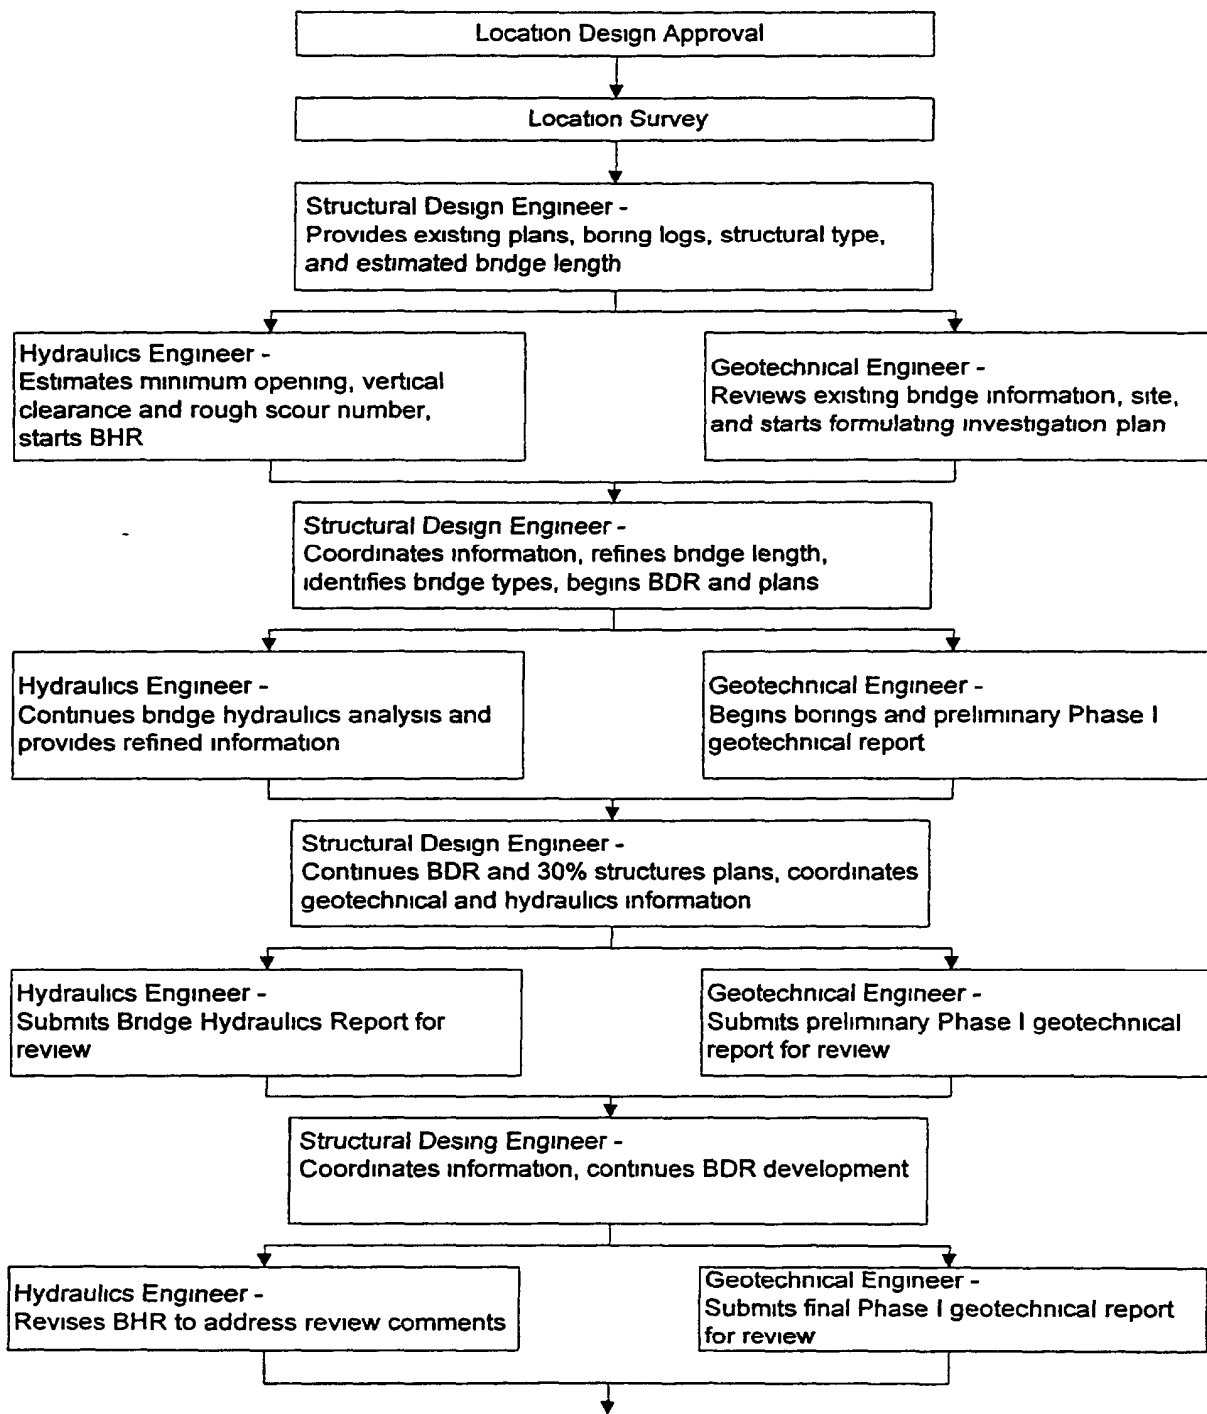 Location Design Approval
Location Survey
Structural Design Engineer -
Provides existing plans, boring logs, structural type,
and estimated bridge length
Hydraulics Engineer -
Estimates minimum opening, vertical
clearance and rough scour number,
starts BHR
Geotechnical Engineer -
Reviews existing bridge information, site,
and starts formulating investigation plan
Structural Design Engineer -
Coordinates information, refines bridge length,
identifies bridge types, begins BDR and plans
Hydraulics Engineer -
Continues bridge hydraulics analysis and
provides refined information
Geotechnical Engineer -
Begins borings and preliminary Phase I
geotechnical report
Structural Design Engineer -
Continues BDR and 30% structures plans, coordinates
geotechnical and hydraulics information
Hydraulics Engineer -
Submits Bridge Hydraulics Report for
review
Geotechnical Engineer -
Submits preliminary Phase I geotechnical
report for review
Structural Desing Engineer -
Coordinates information, continues BDR development
Hydraulics Engineer -
Revises BHR to address review comments
Geotechnical Engineer -
Submits final Phase I geotechnical report
for review